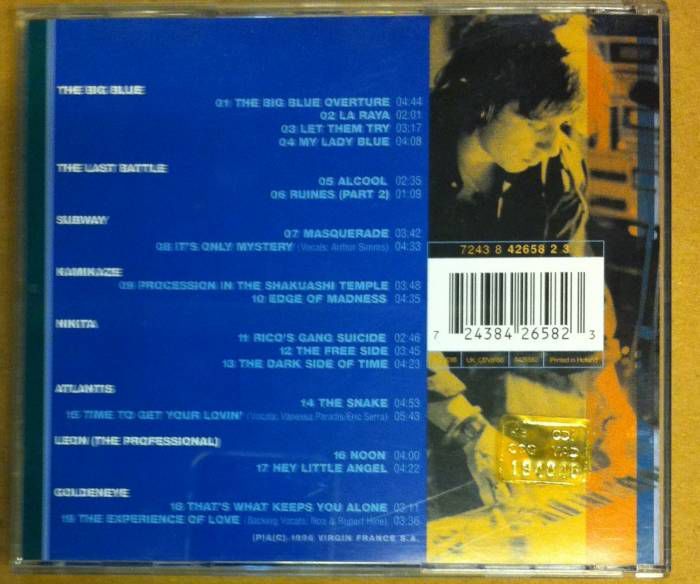 THE BIG BLUE
01 THE BIG BLUE OVERTURE 04:44
02 LA RAYA 02:01
03 LET THEM TRY 03:17
04 MY LADY BLUE 04:08
THE LAST BATTLE
05 ALCOOL 02:35
06 RUINES (PART 2) 01:09
SUBWAY
07 MASQUERADE 03:42
08 IT'S ONLY MYSTERY (Vocals: Arthur Simms) 04:33
KAMIKAZE
09 PROCESSION IN THE SHAKUASHI TEMPLE 03:48
10 EDGE OF MADNESS 04:35
NIKITA
11 RICO'S GANG SUICIDE 02:46
12 THE FREE SIDE 03:45
13 THE DARK SIDE OF TIME 04:23
ATLANTIS
14 THE SNAKE 04:53
15 TIME TO GET YOUR LOVIN' (Vocals: Vanessa Paradis/Eric Serra) 05:43
LEON (THE PROFESSIONAL)
16 NOON 04:00
17 HEY LITTLE ANGEL 04:22
GOLDENEYE
18 THAT'S WHAT KEEPS YOU ALONE 03:11
19 THE EXPERIENCE OF LOVE (Backing Vocals: & Rupert Hine) 03:36
(P)&(C) 1996 VIRGIN FRANCE S.A.
7243 8 42658 2 3
7 24384 26582 3
Printed in Holland